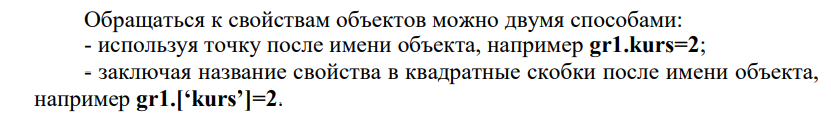 Обращаться к свойствам объектов можно двумя способами:
- используя точку после имени объекта, например gr1.kurs=2;
- заключая название свойства в квадратные скобки после имени объекта,
например gr1.[‘kurs’]=2.